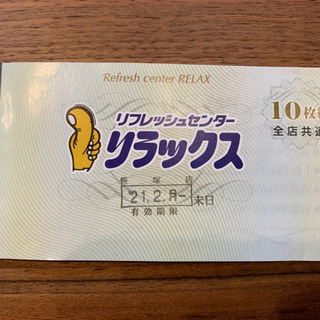 Refresh center RELAX
リフレッシュセンター
リラックス
10枚
全店共通
笹塚店
'21.2.月-末日
有効期限